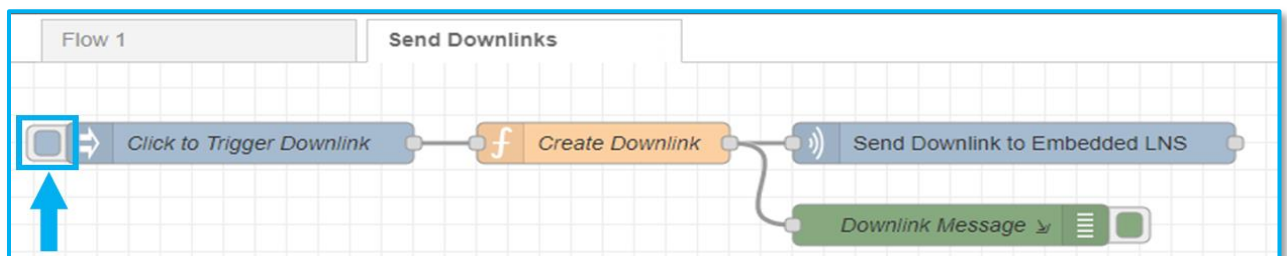 Flow 1
Send Downlinks
Click to Trigger Downlink
Create Downlink
Send Downlink to Embedded LNS
Downlink Message